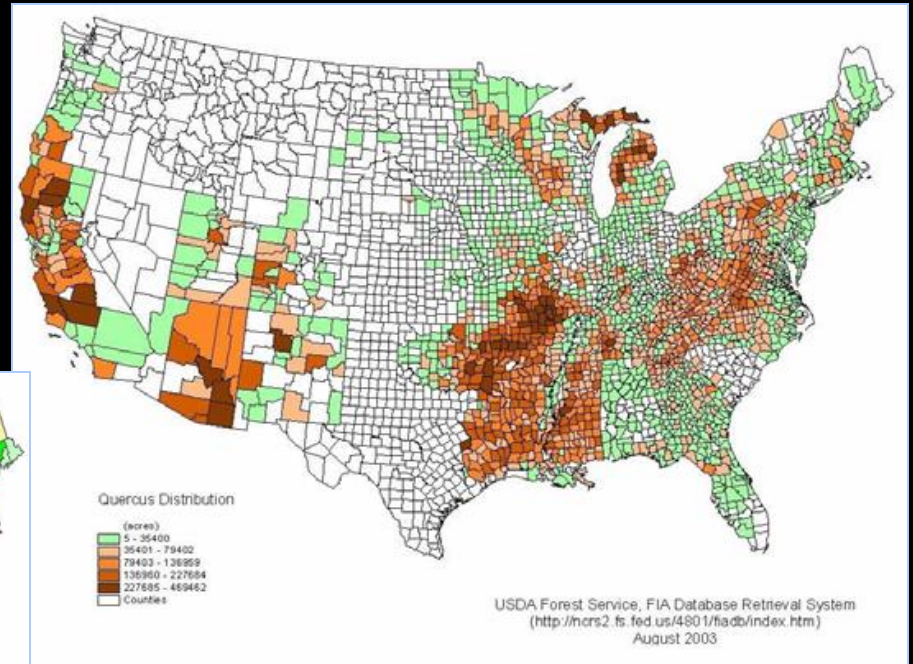 Quercus Distribution
(acres)
5 - 35400
35401 - 79402
79403 - 136959
136960 - 227684
227685 - 469462
Counties
USDA Forest Service, FIA Database Retrieval System
(http://ncrs2.fs.fed.us/4801/fiadb/index.htm)
August 2003